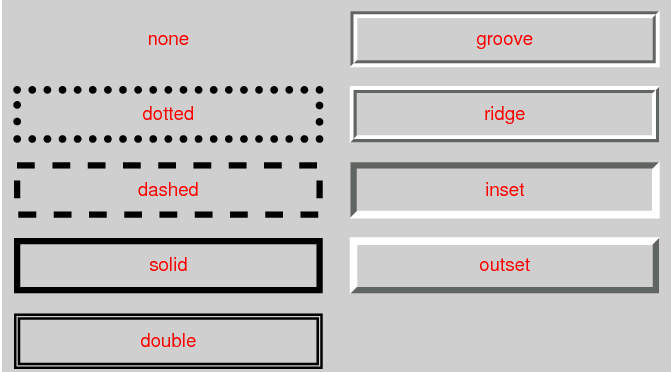 none
dotted
dashed
solid
double
groove
ridge
inset
outset